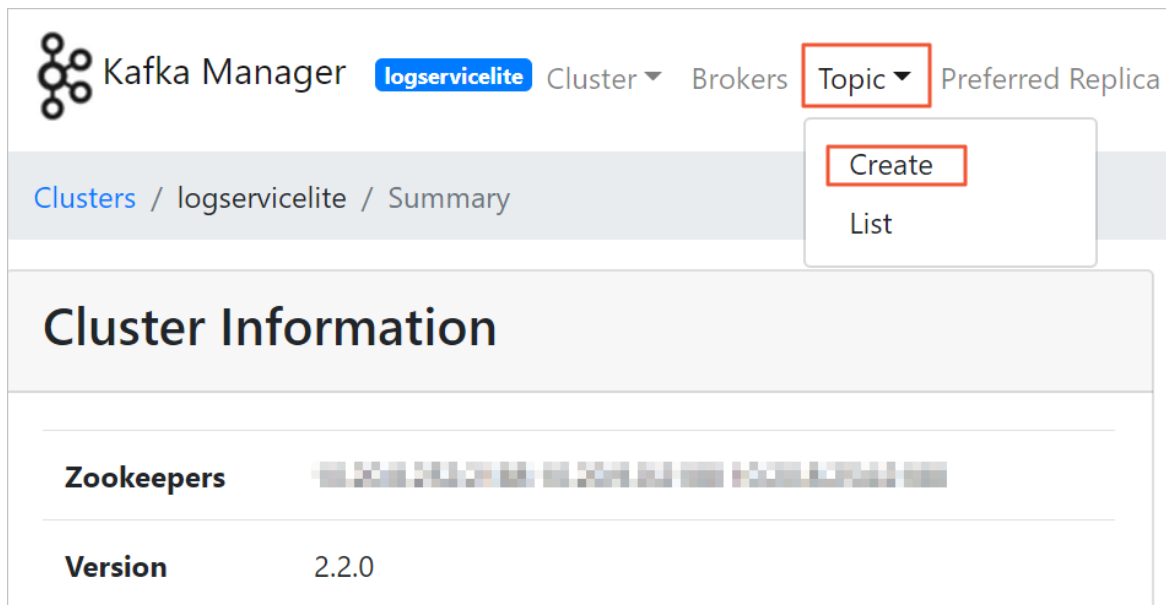 Kafka Manager logservicelite Cluster Brokers Topic Preferred Replica
Create
List
Clusters / logservicelite / Summary
Cluster Information
Zookeepers
Version 2.2.0